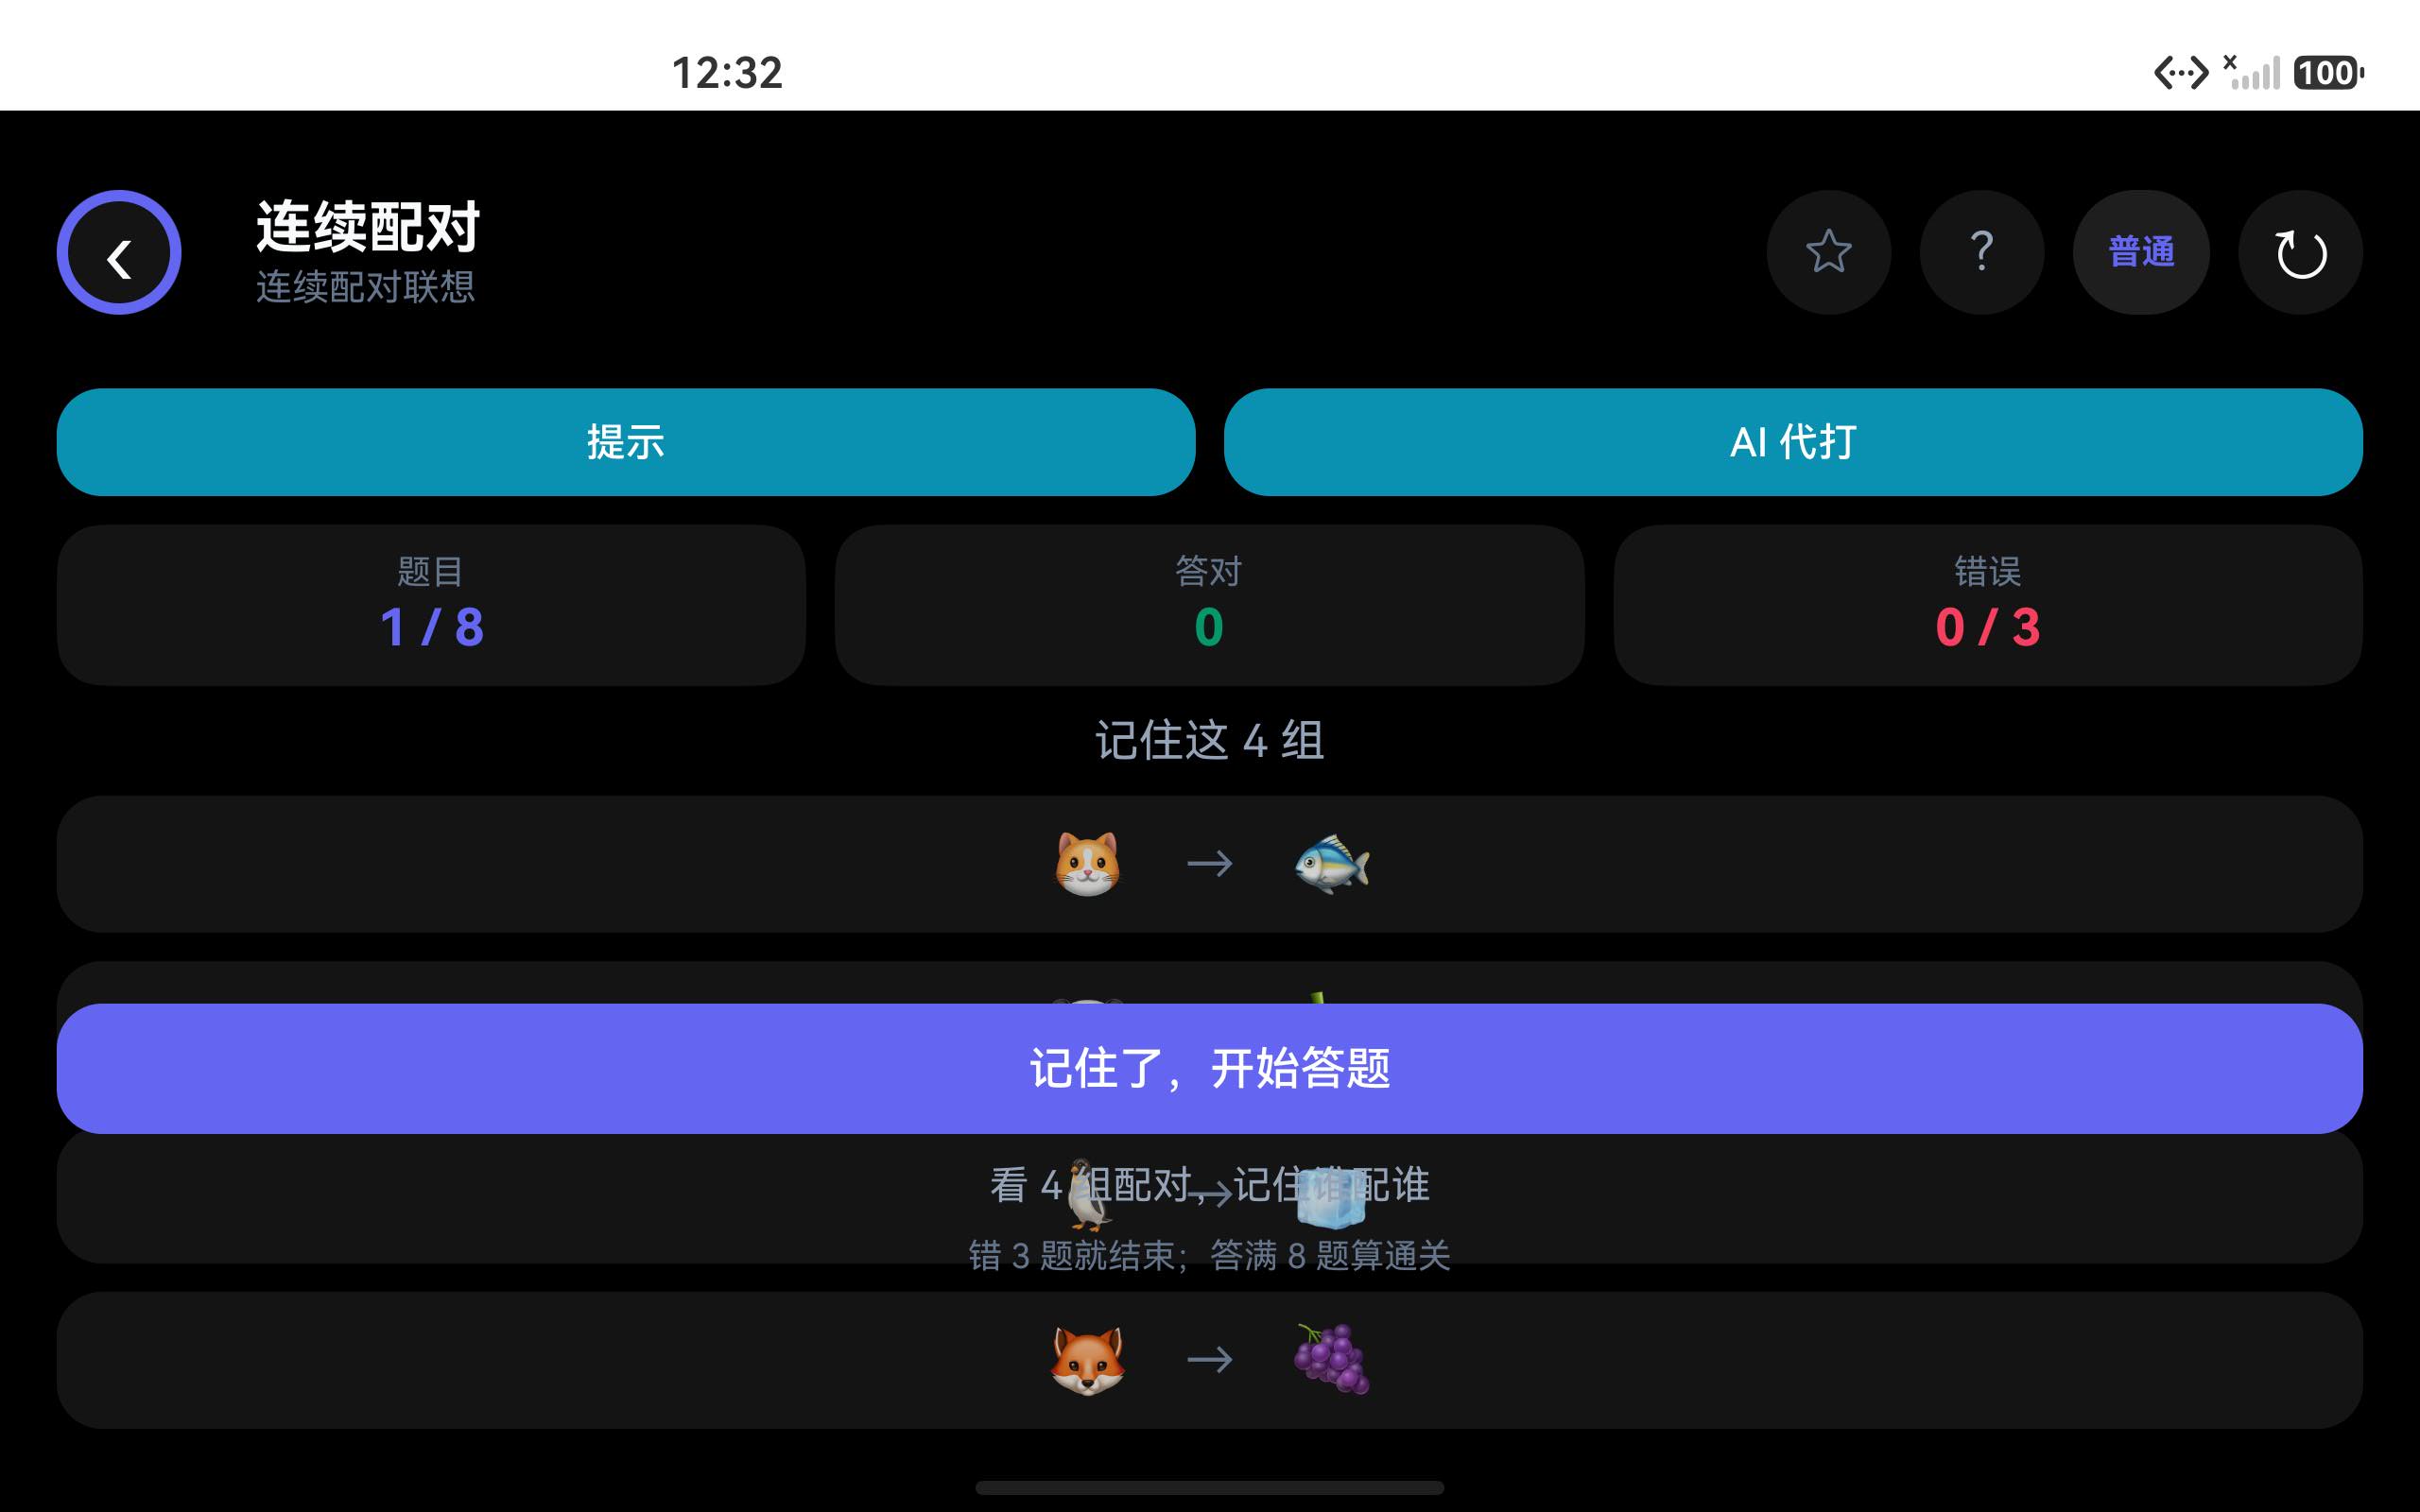 12:32
100
连续配对
连续配对联想
?
普通
提示
AI 代打
题目
1 / 8
答对
0
错误
0 / 3
记住这 4 组
记住了，开始答题
看 4 组配对，记住谁配谁
错 3 题就结束；答满 8 题算通关